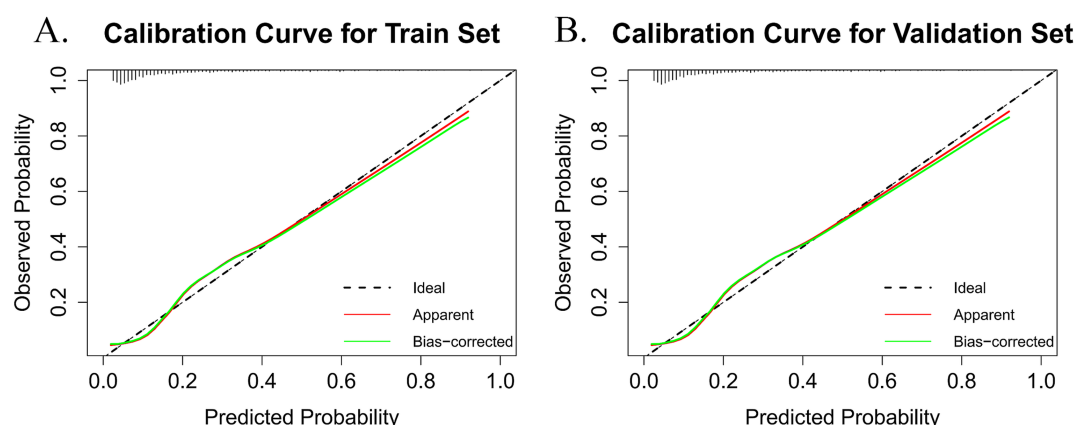 A. Calibration Curve for Train Set
Observed Probability
1.0
0.8
0.6
0.4
0.2
Ideal
Apparent
Bias−corrected
0.0 0.2 0.4 0.6 0.8 1.0
Predicted Probability
B. Calibration Curve for Validation Set
Observed Probability
1.0
0.8
0.6
0.4
0.2
Ideal
Apparent
Bias−corrected
0.0 0.2 0.4 0.6 0.8 1.0
Predicted Probability